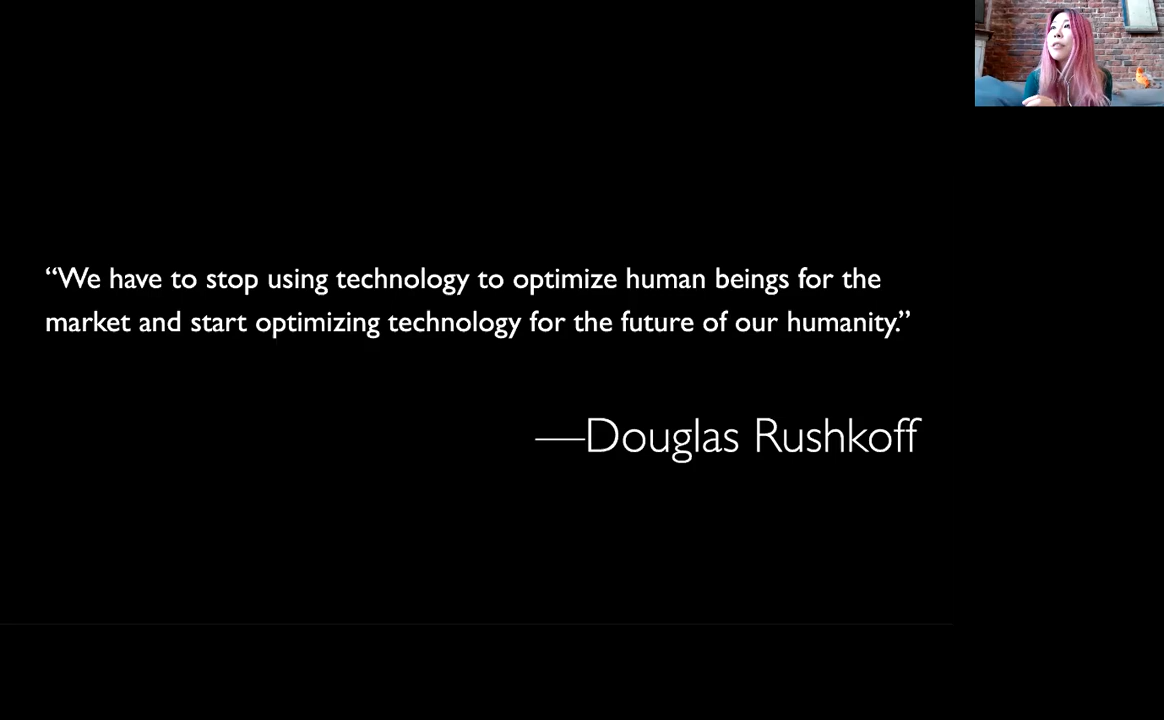 “We have to stop using technology to optimize human beings for the
market and start optimizing technology for the future of our humanity.”
—Douglas Rushkoff